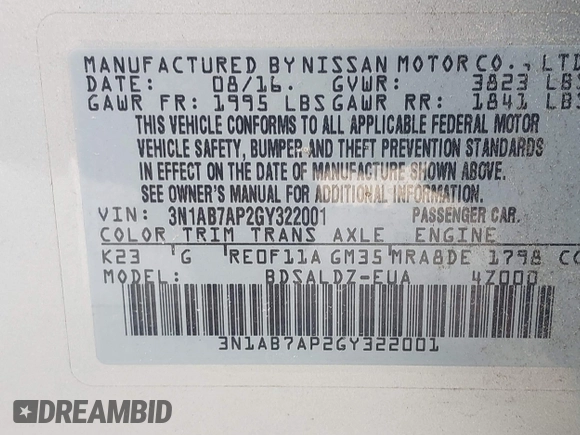 MANUFACTURED BY NISSAN MOTOR CO., LTD
DATE: 08/16. GVWR: 3823 LBS
GAWR FR: 1995 LBS GAWR RR: 1841 LBS
THIS VEHICLE CONFORMS TO ALL APPLICABLE FEDERAL MOTOR
VEHICLE SAFETY, BUMPER AND THEFT PREVENTION STANDARDS
IN EFFECT ON THE DATE OF MANUFACTURE SHOWN ABOVE.
SEE OWNER'S MANUAL FOR ADDITIONAL INFORMATION.
VIN: 3N1AB7AP2GY322001 PASSENGER CAR.
COLOR TRIM TRANS AXLE ENGINE
K23 G RE0F11A GM35 MRA8DE 1798 CC
MODEL: BDSALDZ-EUA 4Z000
3N1AB7AP2GY322001
DREAMBID